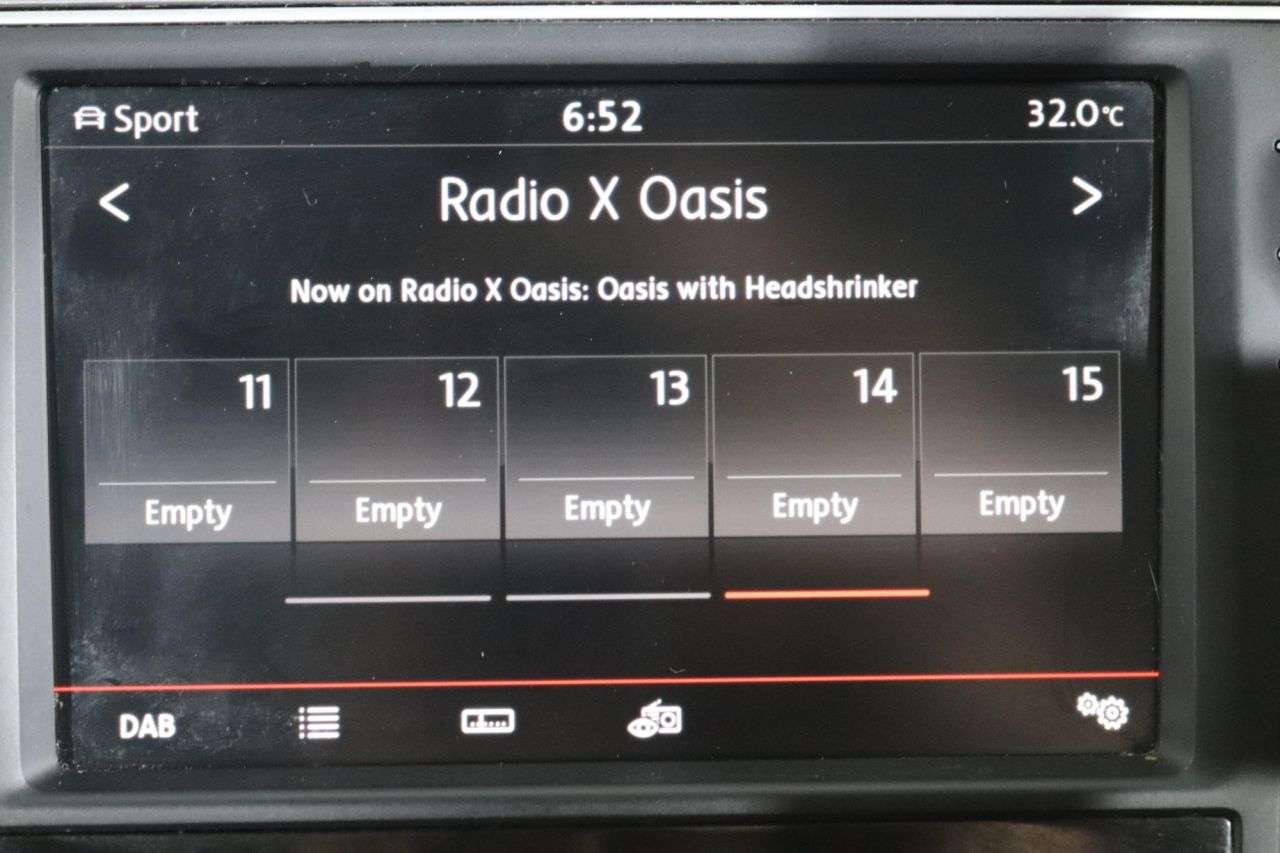 Sport 6:52 32.0°C
< Radio X Oasis >
Now on Radio X Oasis: Oasis with Headshrinker
11 12 13 14 15
Empty Empty Empty Empty Empty
DAB